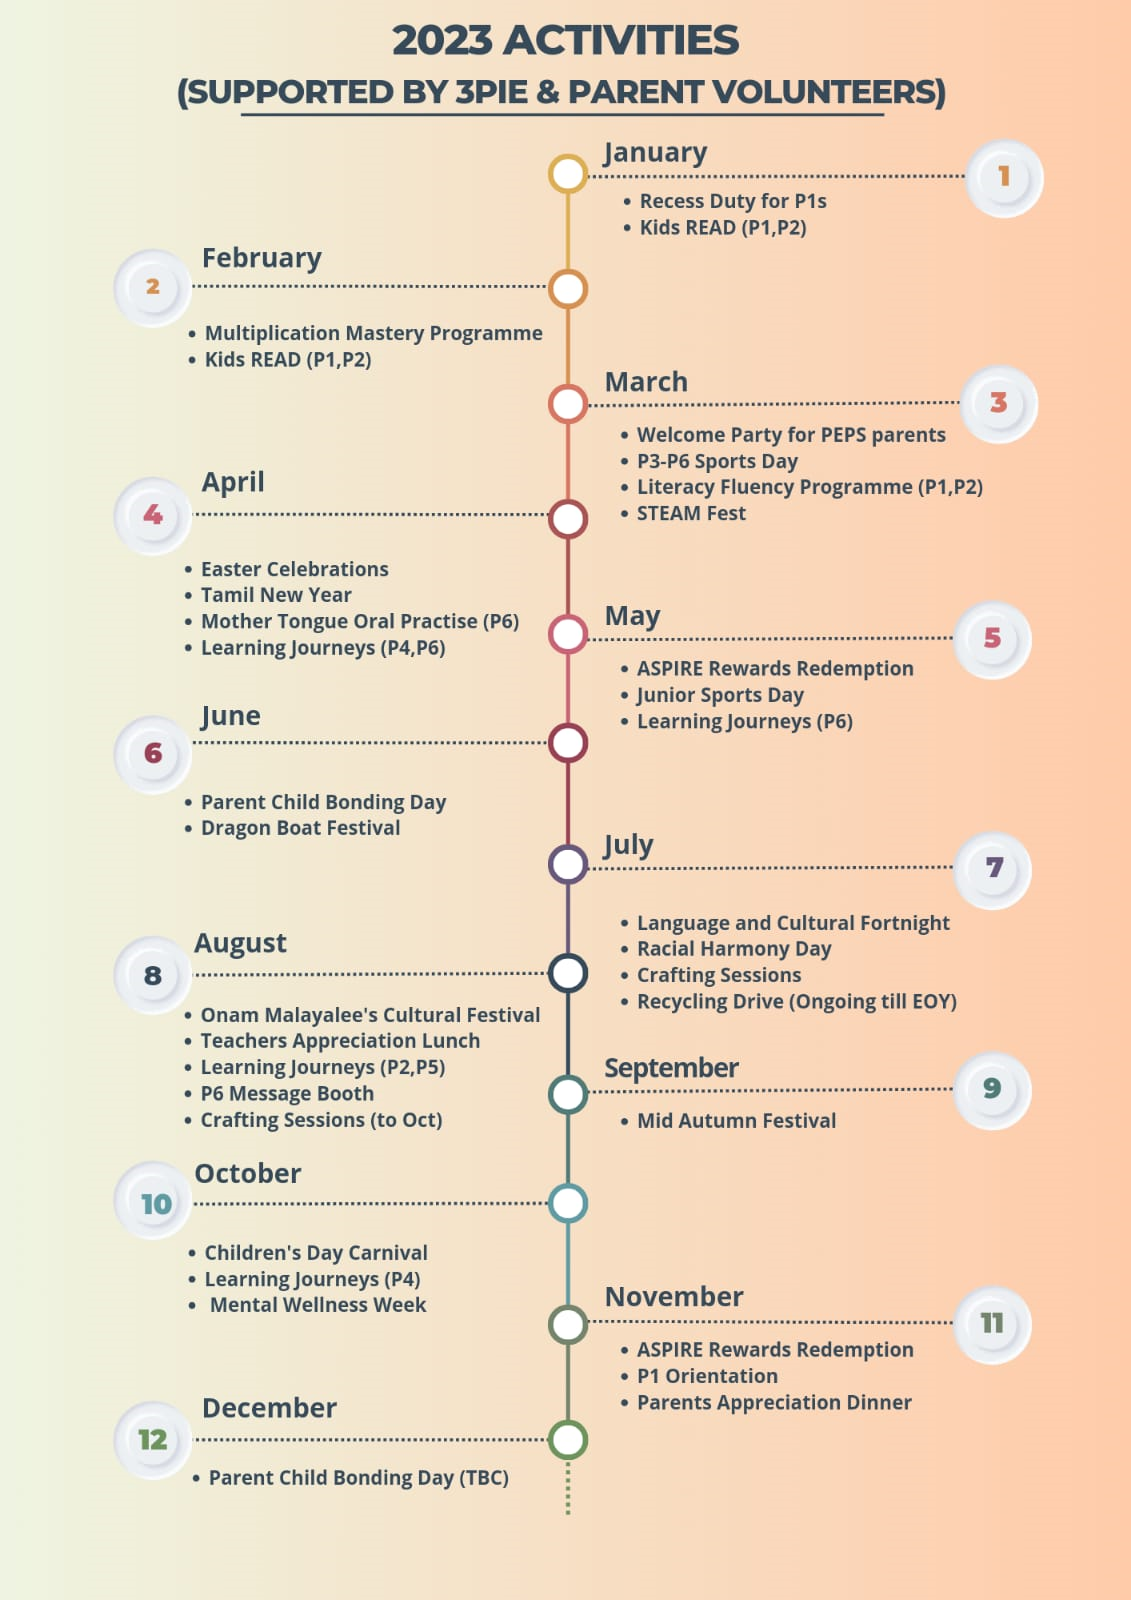 2023 ACTIVITIES
(SUPPORTED BY 3PIE & PARENT VOLUNTEERS)
January
1
• Recess Duty for P1s
• Kids READ (P1,P2)
February
2
• Multiplication Mastery Programme
• Kids READ (P1,P2)
March
3
• Welcome Party for PEPS parents
• P3-P6 Sports Day
• Literacy Fluency Programme (P1,P2)
• STEAM Fest
April
4
• Easter Celebrations
• Tamil New Year
• Mother Tongue Oral Practise (P6)
• Learning Journeys (P4,P6)
May
5
• ASPIRE Rewards Redemption
• Junior Sports Day
• Learning Journeys (P6)
June
6
• Parent Child Bonding Day
• Dragon Boat Festival
July
7
• Language and Cultural Fortnight
• Racial Harmony Day
• Crafting Sessions
• Recycling Drive (Ongoing till EOY)
August
8
• Onam Malayalee's Cultural Festival
• Teachers Appreciation Lunch
• Learning Journeys (P2,P5)
• P6 Message Booth
• Crafting Sessions (to Oct)
September
9
• Mid Autumn Festival
October
10
• Children's Day Carnival
• Learning Journeys (P4)
• Mental Wellness Week
November
11
• ASPIRE Rewards Redemption
• P1 Orientation
• Parents Appreciation Dinner
December
12
• Parent Child Bonding Day (TBC)